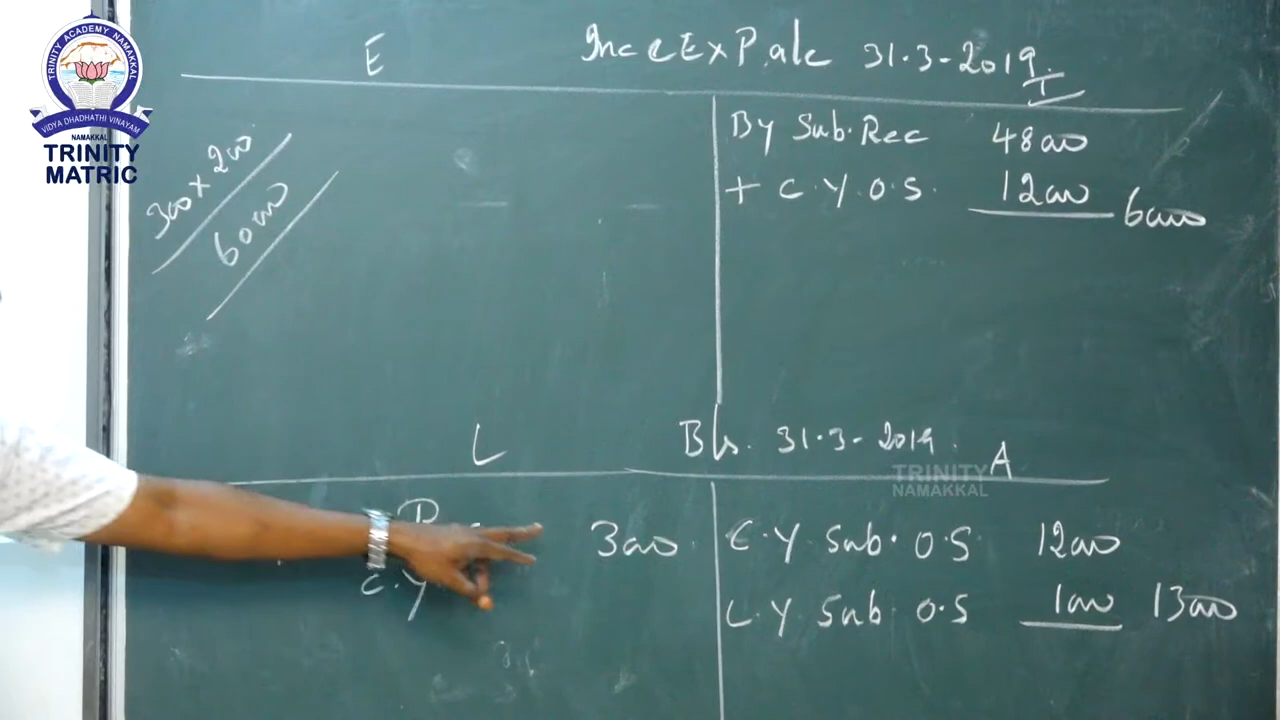 TRINITY ACADEMY NAMAKKAL
VIDYA DHADHATHI VINAYAM
NAMAKKAL
TRINITY
MATRIC
E
Inc & Ex P a/c 31.3-2019.
I
300 x 200
60000
By Sub. Rec 48000
+ C.Y.O.S. 12000 60000
L
B/s. 31.3-2019.
A
TRINITY
NAMAKKAL
3000.
C.Y Sub. O.S 12000
C.Y
L.Y Sub O.S 1000 13000